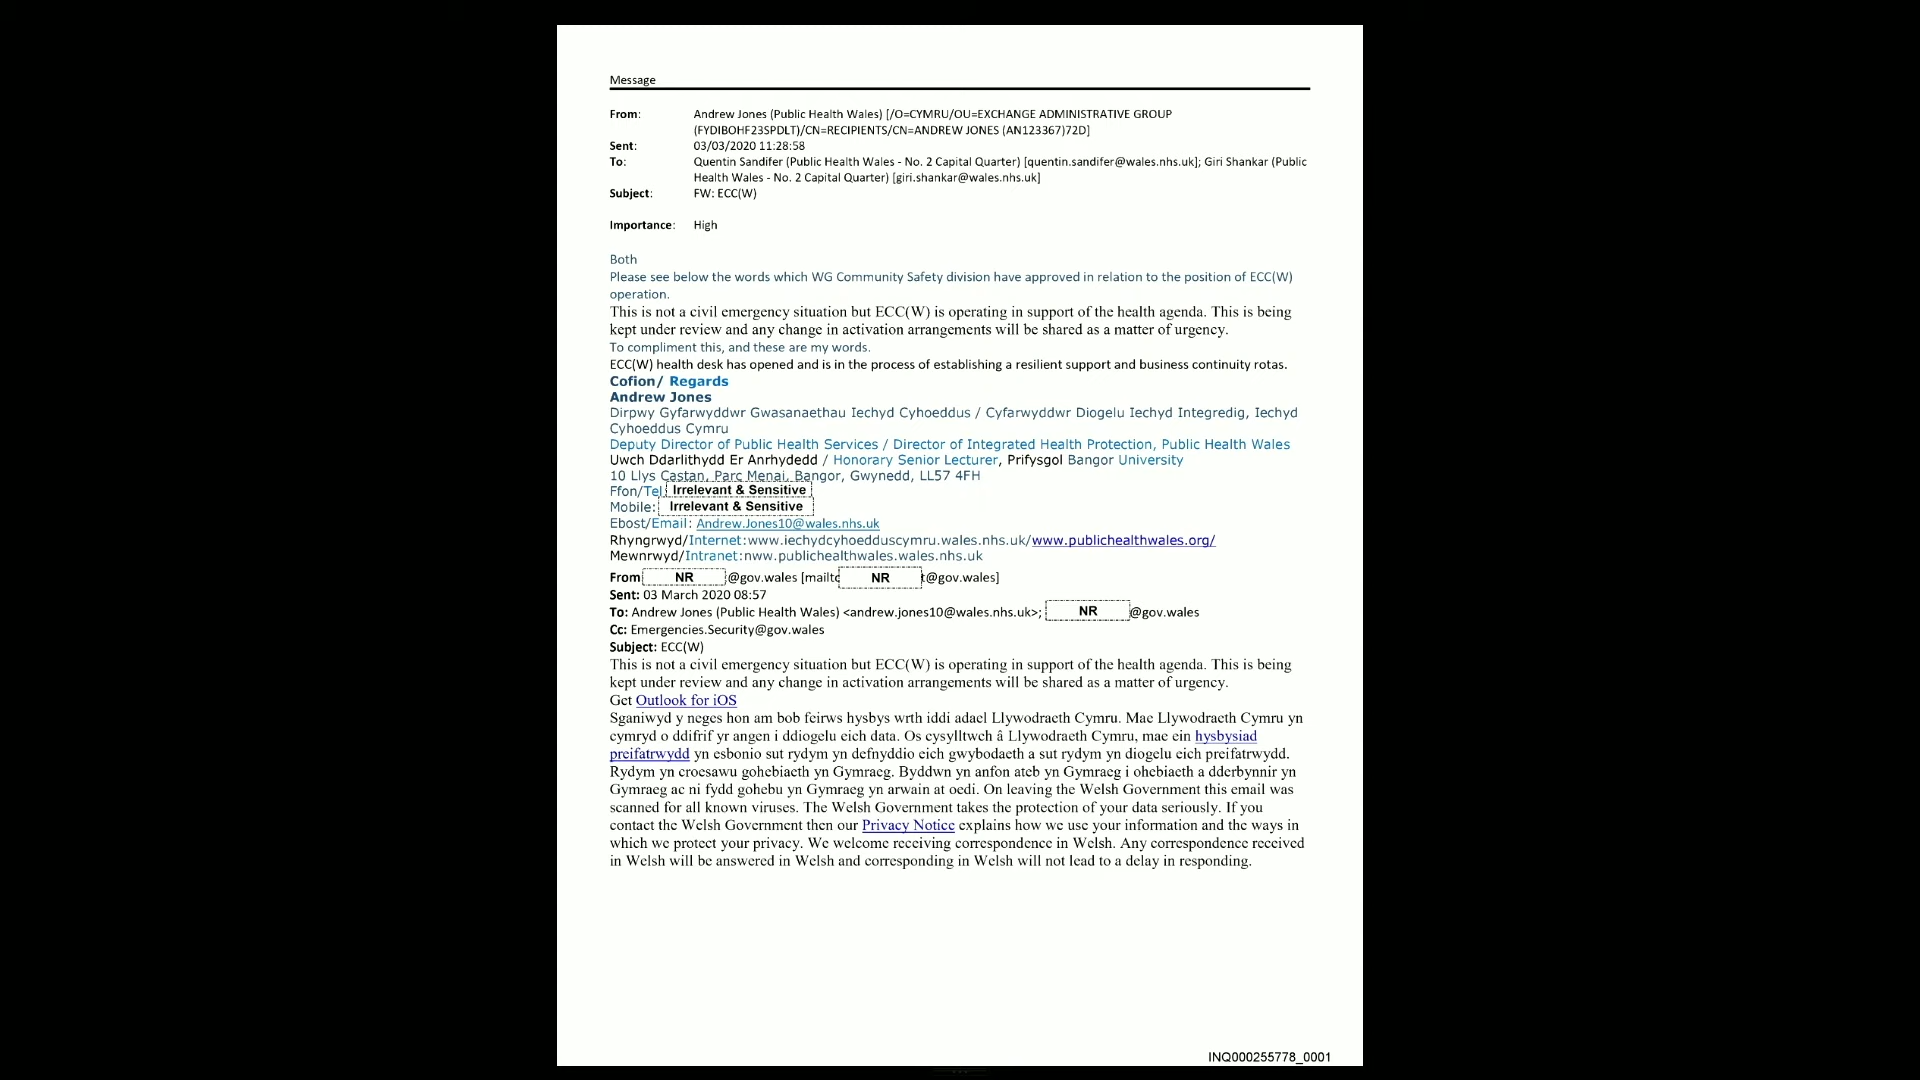 Message
From: Andrew Jones (Public Health Wales) [/O=CYMRU/OU=EXCHANGE ADMINISTRATIVE GROUP
(FYDIBOHF23SPDLT)/CN=RECIPIENTS/CN=ANDREW JONES (AN123367)72D]
Sent: 03/03/2020 11:28:58
To: Quentin Sandifer (Public Health Wales - No. 2 Capital Quarter) [quentin.sandifer@wales.nhs.uk]; Giri Shankar (Public
Health Wales - No. 2 Capital Quarter) [giri.shankar@wales.nhs.uk]
Subject: FW: ECC(W)
Importance: High
Both
Please see below the words which WG Community Safety division have approved in relation to the position of ECC(W)
operation.
This is not a civil emergency situation but ECC(W) is operating in support of the health agenda. This is being
kept under review and any change in activation arrangements will be shared as a matter of urgency.
To compliment this, and these are my words.
ECC(W) health desk has opened and is in the process of establishing a resilient support and business continuity rotas.
Cofion/ Regards
Andrew Jones
Dirpwy Gyfarwyddwr Gwasanaethau Iechyd Cyhoeddus / Cyfarwyddwr Diogelu Iechyd Integredig, Iechyd
Cyhoeddus Cymru
Deputy Director of Public Health Services / Director of Integrated Health Protection, Public Health Wales
Uwch Ddarlithydd Er Anrhydedd / Honorary Senior Lecturer, Prifysgol Bangor University
10 Llys Castan, Parc Menai, Bangor, Gwynedd, LL57 4FH
Ffon/Tel: Irrelevant & Sensitive
Mobile: Irrelevant & Sensitive
Ebost/Email: Andrew.Jones10@wales.nhs.uk
Rhyngrwyd/Internet:www.iechydcyhoedduscymru.wales.nhs.uk/www.publichealthwales.org/
Mewnrwyd/Intranet:nww.publichealthwales.wales.nhs.uk
From NR @gov.wales [mailto NR t@gov.wales]
Sent: 03 March 2020 08:57
To: Andrew Jones (Public Health Wales) <andrew.jones10@wales.nhs.uk>; NR @gov.wales
Cc: Emergencies.Security@gov.wales
Subject: ECC(W)
This is not a civil emergency situation but ECC(W) is operating in support of the health agenda. This is being
kept under review and any change in activation arrangements will be shared as a matter of urgency.
Get Outlook for iOS
Sganiwyd y neges hon am bob feirws hysbys wrth iddi adael Llywodraeth Cymru. Mae Llywodraeth Cymru yn
cymryd o ddifrif yr angen i ddiogelu eich data. Os cysylltwch â Llywodraeth Cymru, mae ein hysbysiad
preifatrwydd yn esbonio sut rydym yn defnyddio eich gwybodaeth a sut rydym yn diogelu eich preifatrwydd.
Rydym yn croesawu gohebiaeth yn Gymraeg. Byddwn yn anfon ateb yn Gymraeg i ohebiaeth a dderbynnir yn
Gymraeg ac ni fydd gohebu yn Gymraeg yn arwain at oedi. On leaving the Welsh Government this email was
scanned for all known viruses. The Welsh Government takes the protection of your data seriously. If you
contact the Welsh Government then our Privacy Notice explains how we use your information and the ways in
which we protect your privacy. We welcome receiving correspondence in Welsh. Any correspondence received
in Welsh will be answered in Welsh and corresponding in Welsh will not lead to a delay in responding.
INQ000255778_0001